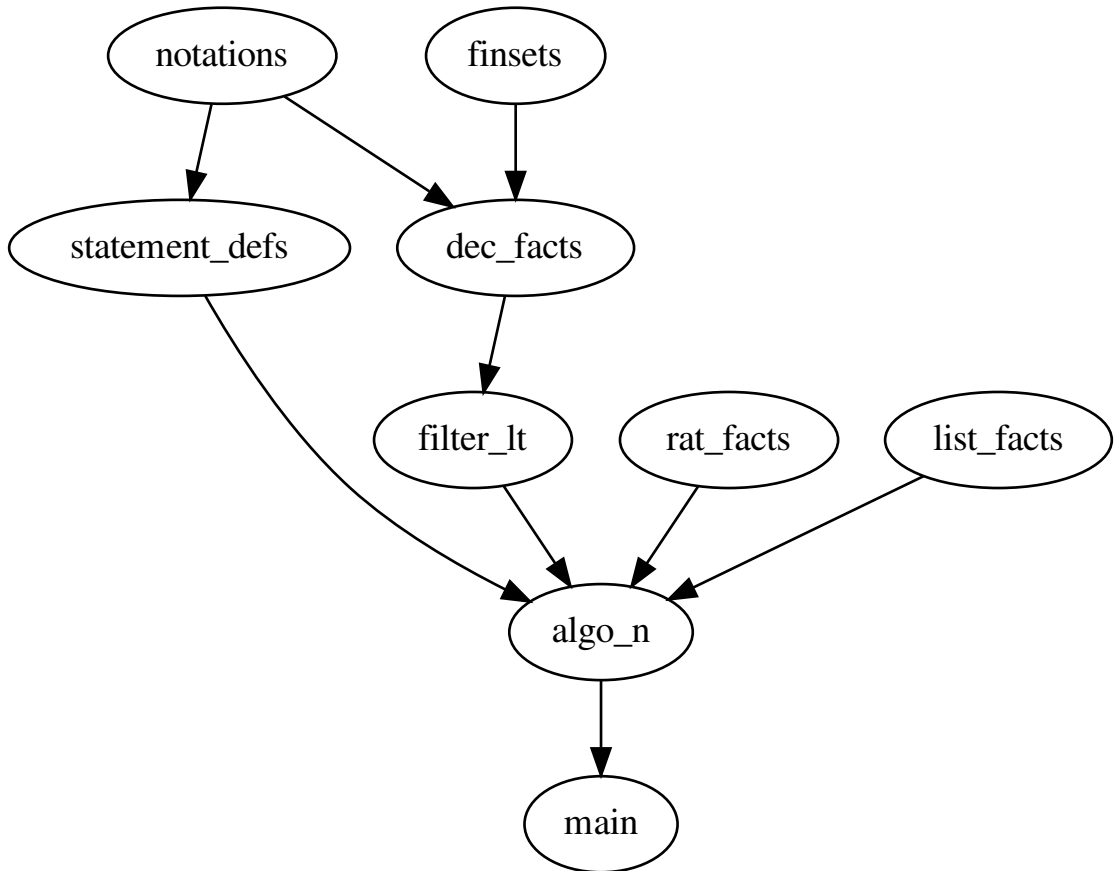 notations
finsets
statement_defs
dec_facts
filter_lt
rat_facts
list_facts
algo_n
main